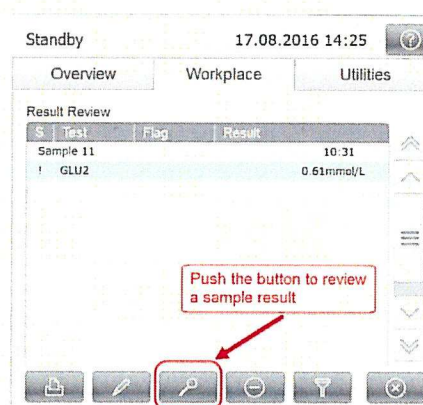 Standby 17.08.2016 14:25
Overview Workplace Utilities
Result Review
S Test Flag Result
Sample 11 10:31
! GLU2 0.61mmol/L
Push the button to review
a sample result